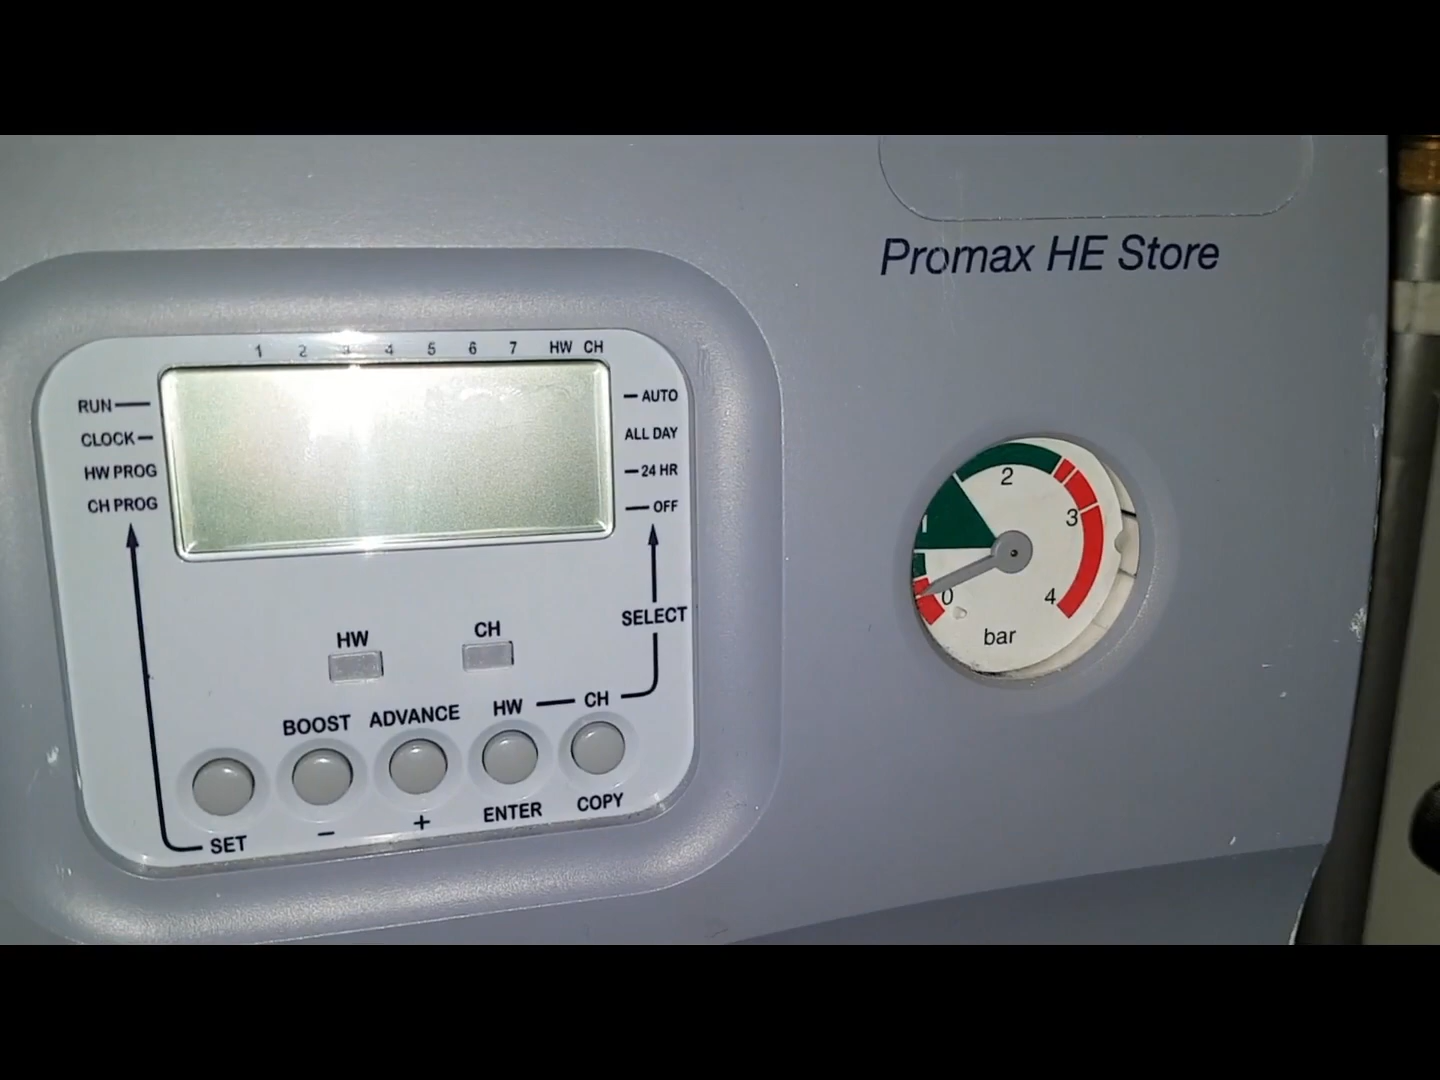 Promax HE Store
1 2 3 4 5 6 7 HW CH
RUN
CLOCK
HW PROG
CH PROG
AUTO
ALL DAY
24 HR
OFF
SELECT
HW CH
BOOST ADVANCE HW CH
SET - + ENTER COPY
0 1 2 3 4
bar